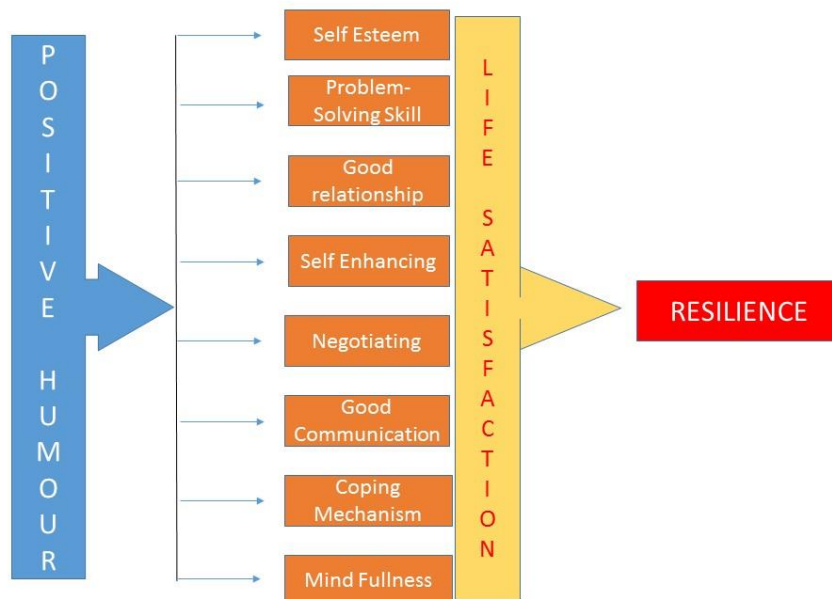 POSITIVE HUMOUR
Self Esteem
Problem-
Solving Skill
Good
relationship
Self Enhancing
Negotiating
Good
Communication
Coping
Mechanism
Mind Fullness
LIFE SATISFACTION
RESILIENCE